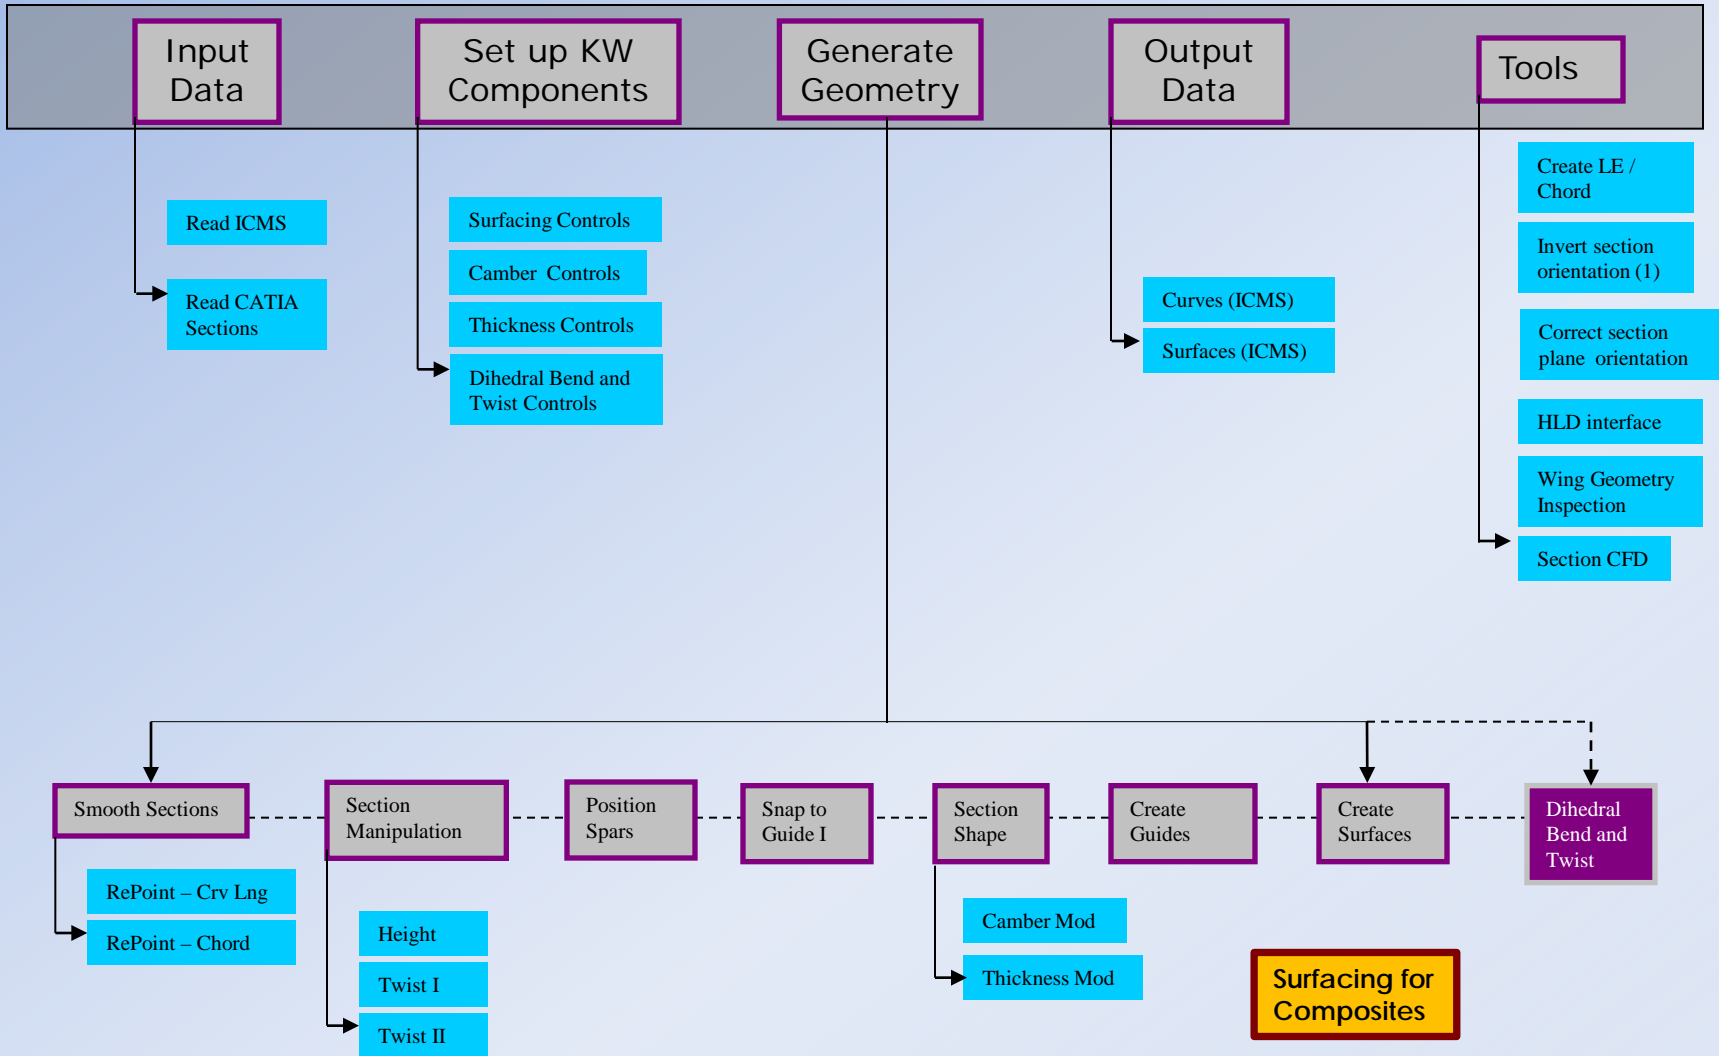 Input
Data
Set up KW
Components
Generate
Geometry
Output
Data
Tools
Read ICMS
Read CATIA
Sections
Surfacing Controls
Camber Controls
Thickness Controls
Dihedral Bend and
Twist Controls
Curves (ICMS)
Surfaces (ICMS)
Create LE /
Chord
Invert section
orientation (1)
Correct section
plane orientation
HLD interface
Wing Geometry
Inspection
Section CFD
Smooth Sections
Section
Manipulation
Position
Spars
Snap to
Guide I
Section
Shape
Create
Guides
Create
Surfaces
Dihedral
Bend and
Twist
RePoint – Crv Lng
RePoint – Chord
Height
Twist I
Twist II
Camber Mod
Thickness Mod
Surfacing for
Composites